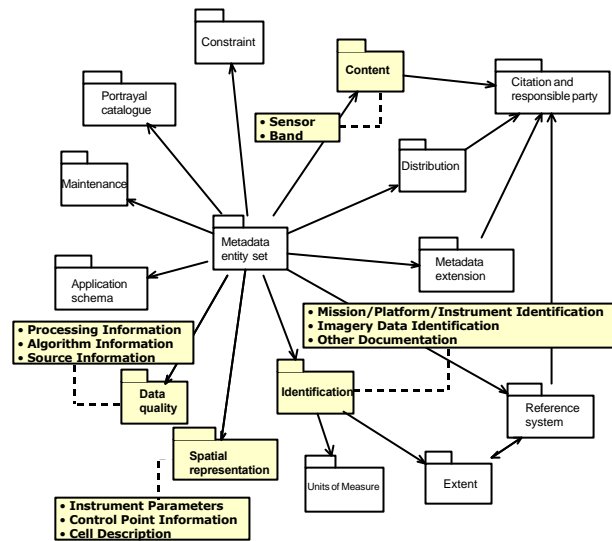 Constraint
Content
Citation and
responsible party
Portrayal
catalogue
• Sensor
• Band
Maintenance
Distribution
Metadata
entity set
Metadata
extension
Application
schema
• Mission/Platform/Instrument Identification
• Imagery Data Identification
• Other Documentation
• Processing Information
• Algorithm Information
• Source Information
Data
quality
Identification
Reference
system
Spatial
representation
Units of Measure
Extent
• Instrument Parameters
• Control Point Information
• Cell Description